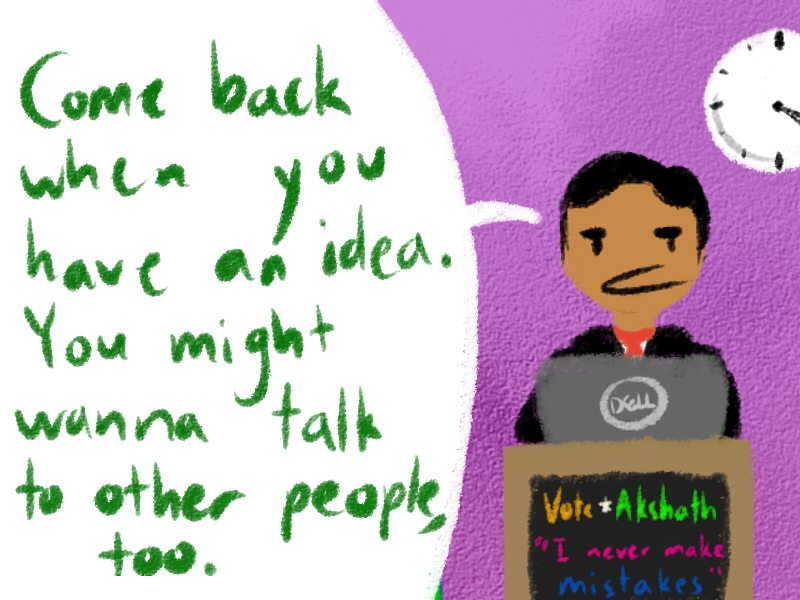 Come back
when you
have an idea.
You might
wanna talk
to other people,
too.
DELL
Vote *Akshath
"I never make
mistakes"